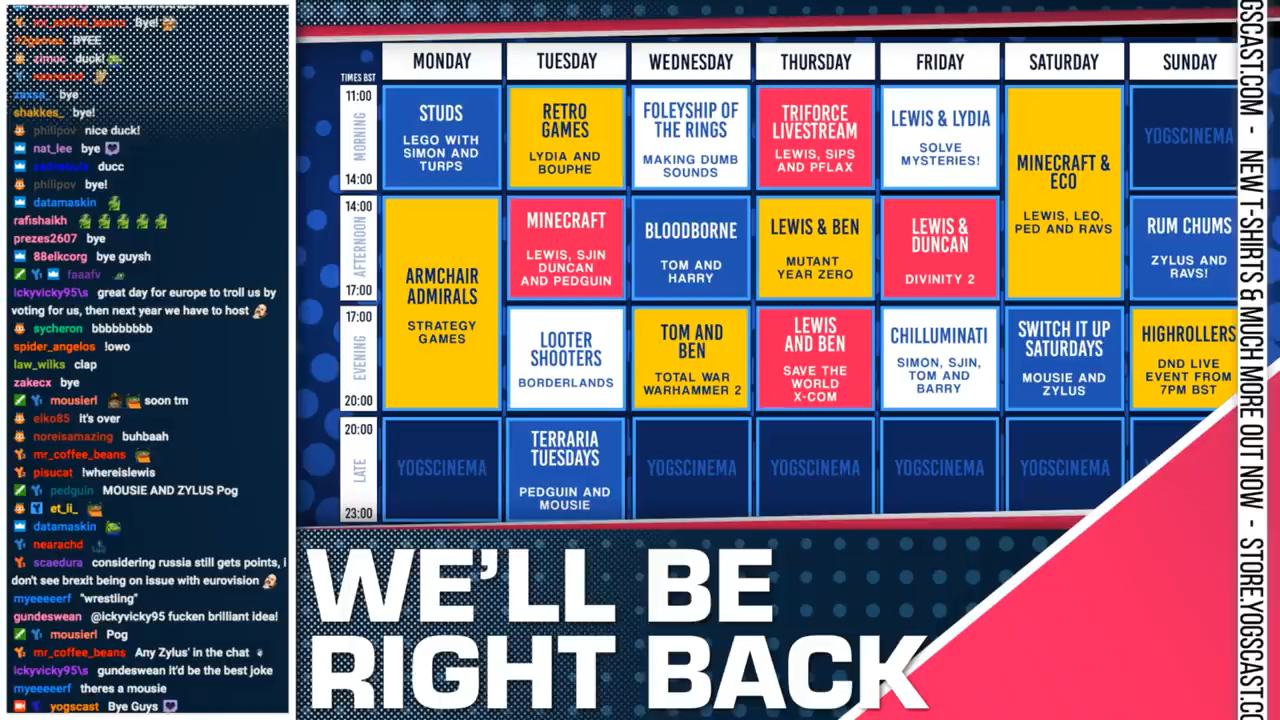 mr_coffee_beans Bye!
32games BYEE
zimuc duck!
nearachd
zaxsa bye
shakkes_ bye!
philipov nice duck!
nat_lee bye
ducc
philipov bye!
datamaskin
rafishaikh
prezes2607 bye
88elkcorg bye guysh
faaafv
ickyvicky95\s great day for europe to troll us by
voting for us, then next year we have to host
sycheron bbbbbbbbb
spider_angelos !owo
law_wilks clap
zakecx bye
mousierl soon tm
elko85 it's over
noreisamazing buhbaah
mr_coffee_beans
pisucat !whereislewis
pedguin MOUSIE AND ZYLUS Pog
et_ii_
datamaskin
nearachd
scaedura considering russia still gets points, i
don't see brexit being on issue with eurovision
myeeeeerf "wrestling"
gundeswean @ickyvicky95 fucken brilliant idea!
mousierl Pog
mr_coffee_beans Any Zylus' in the chat
ickyvicky95\s gundeswean it'd be the best joke
myeeeeerf theres a mousie
yogscast Bye Guys
TIMES BST
MONDAY
TUESDAY
WEDNESDAY
THURSDAY
FRIDAY
SATURDAY
SUNDAY
11:00
MORNING
14:00
STUDS
LEGO WITH
SIMON AND
TURPS
RETRO
GAMES
LYDIA AND
BOUPHE
FOLEYSHIP OF
THE RINGS
MAKING DUMB
SOUNDS
TRIFORCE
LIVESTREAM
LEWIS, SIPS
AND PFLAX
LEWIS & LYDIA
SOLVE
MYSTERIES!
MINECRAFT &
ECO
LEWIS, LEO,
PED AND RAVS
YOGSCINEMA
14:00
AFTERNOON
17:00
ARMCHAIR
ADMIRALS
STRATEGY
GAMES
MINECRAFT
LEWIS, SJIN
DUNCAN
AND PEDGUIN
BLOODBORNE
TOM AND
HARRY
LEWIS & BEN
MUTANT
YEAR ZERO
LEWIS &
DUNCAN
DIVINITY 2
RUM CHUMS
ZYLUS AND
RAVS!
17:00
EVENING
20:00
LOOTER
SHOOTERS
BORDERLANDS
TOM AND
BEN
TOTAL WAR
WARHAMMER 2
LEWIS
AND BEN
SAVE THE
WORLD
X-COM
CHILLUMINATI
SIMON, SJIN,
TOM AND
BARRY
SWITCH IT UP
SATURDAYS
MOUSIE AND
ZYLUS
HIGHROLLERS
DND LIVE
EVENT FROM
7PM BST
20:00
LATE
23:00
YOGSCINEMA
TERRARIA
TUESDAYS
PEDGUIN AND
MOUSIE
YOGSCINEMA
YOGSCINEMA
YOGSCINEMA
YOGSCINEMA
WE'LL BE
RIGHT BACK
GSCAST.COM - NEW T-SHIRTS & MUCH MORE OUT NOW - STORE.YOGSCAST.CO